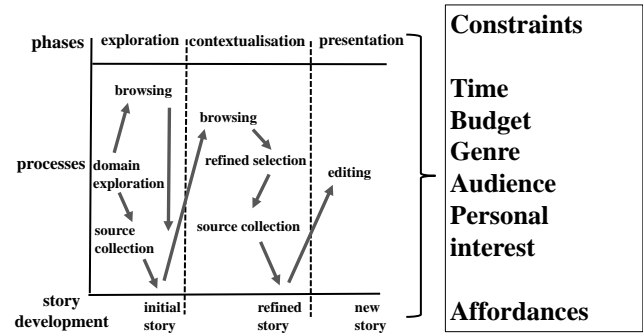 phases exploration contextualisation presentation
browsing
browsing
processes
domain
exploration
refined selection
editing
source
collection
source collection
story
development
initial
story
refined
story
new
story
Constraints
Time
Budget
Genre
Audience
Personal
interest
Affordances